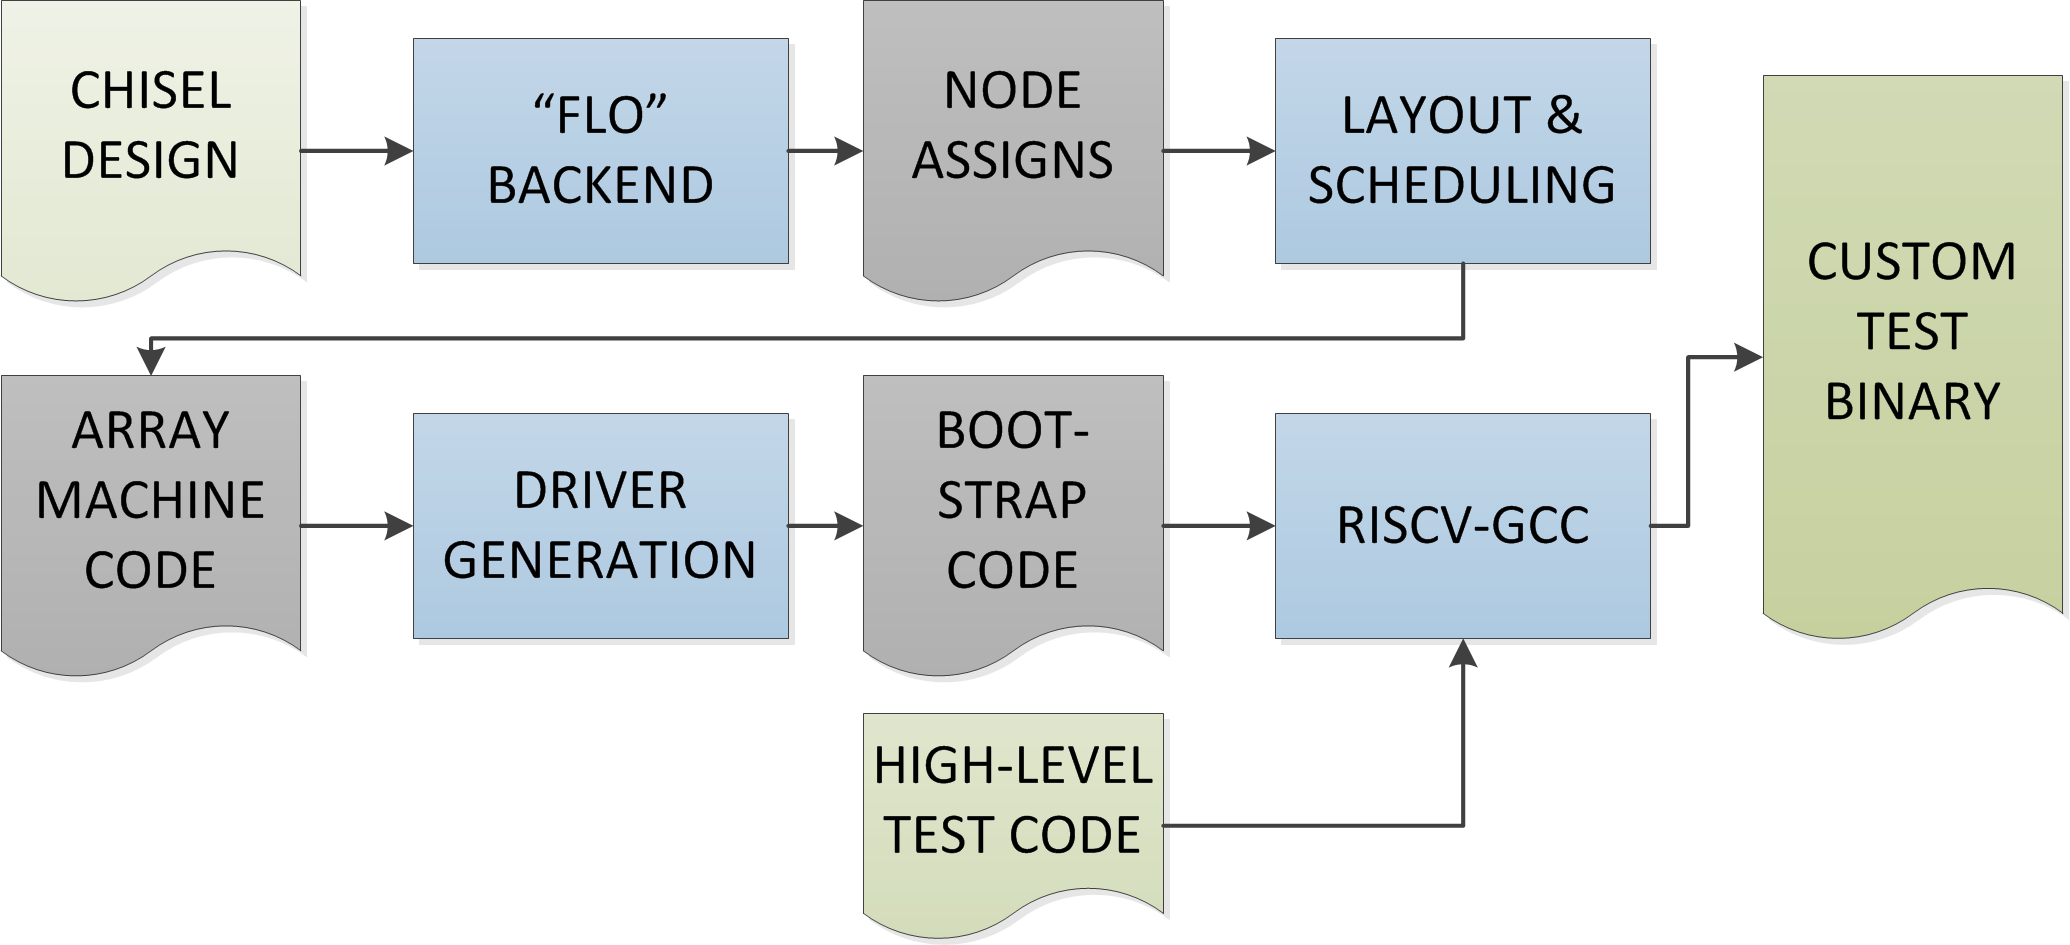 CHISEL
DESIGN
“FLO”
BACKEND
NODE
ASSIGNS
LAYOUT &
SCHEDULING
CUSTOM
TEST
BINARY
ARRAY
MACHINE
CODE
DRIVER
GENERATION
BOOT-
STRAP
CODE
RISCV-GCC
HIGH-LEVEL
TEST CODE